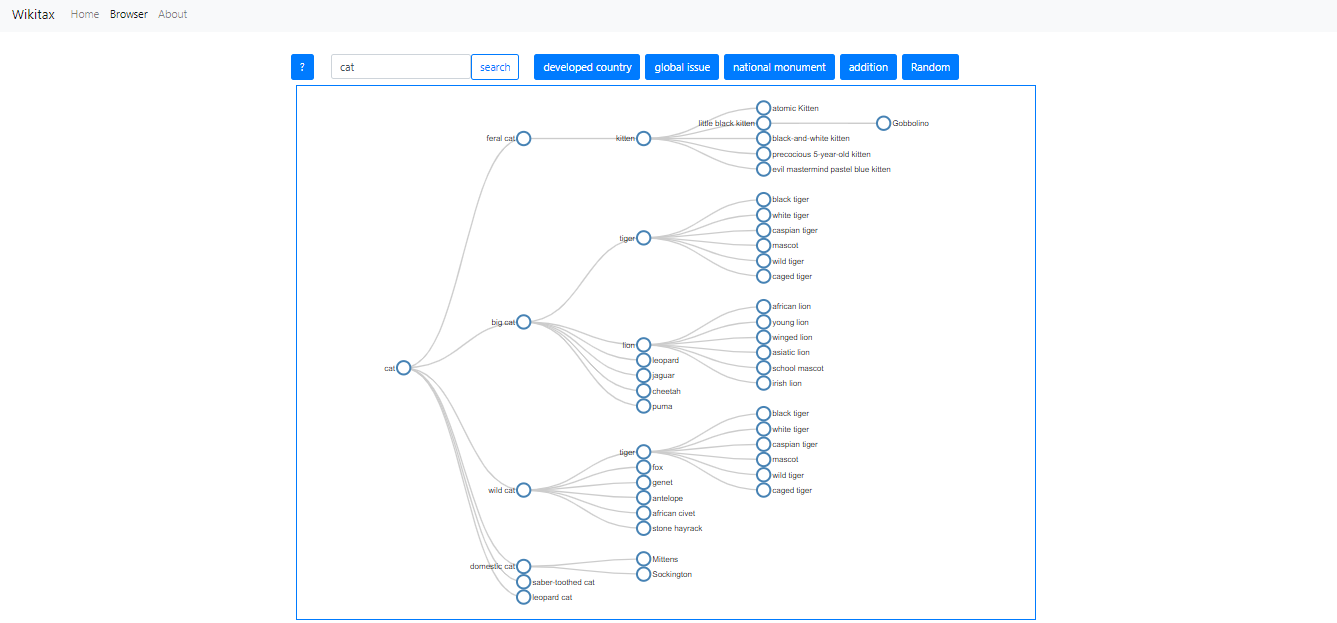 Wikitax Home Browser About
? cat search developed country global issue national monument addition Random
atomic Kitten
little black kitten Gobbolino
feral cat kitten black-and-white kitten
precocious 5-year-old kitten
evil mastermind pastel blue kitten
black tiger
white tiger
caspian tiger
tiger
mascot
wild tiger
caged tiger
african lion
big cat young lion
winged lion
lion
asiatic lion
leopard
cat school mascot
jaguar
irish lion
cheetah
puma
black tiger
white tiger
caspian tiger
tiger
mascot
fox
wild tiger
genet
wild cat caged tiger
antelope
african civet
stone hayrack
Mittens
domestic cat
Sockington
saber-toothed cat
leopard cat